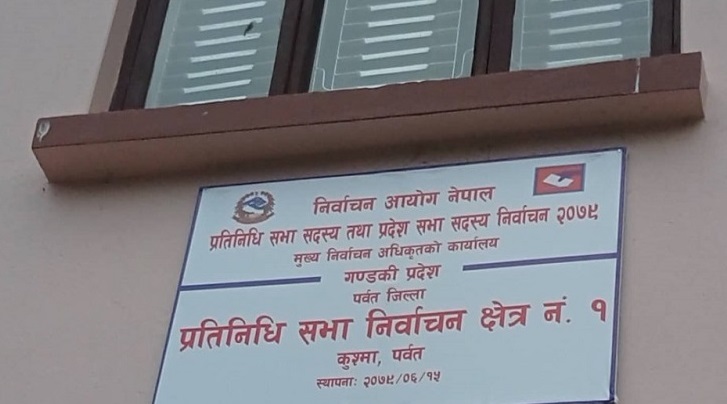 निर्वाचन आयोग नेपाल
प्रतिनिधि सभा सदस्य तथा प्रदेश सभा सदस्य निर्वाचन २०७९
मुख्य निर्वाचन अधिकृतको कार्यालय
गण्डकी प्रदेश
पर्वत जिल्ला
प्रतिनिधि सभा निर्वाचन क्षेत्र नं. १
कुश्मा, पर्वत
स्थापनाः २०७९/०६/१५